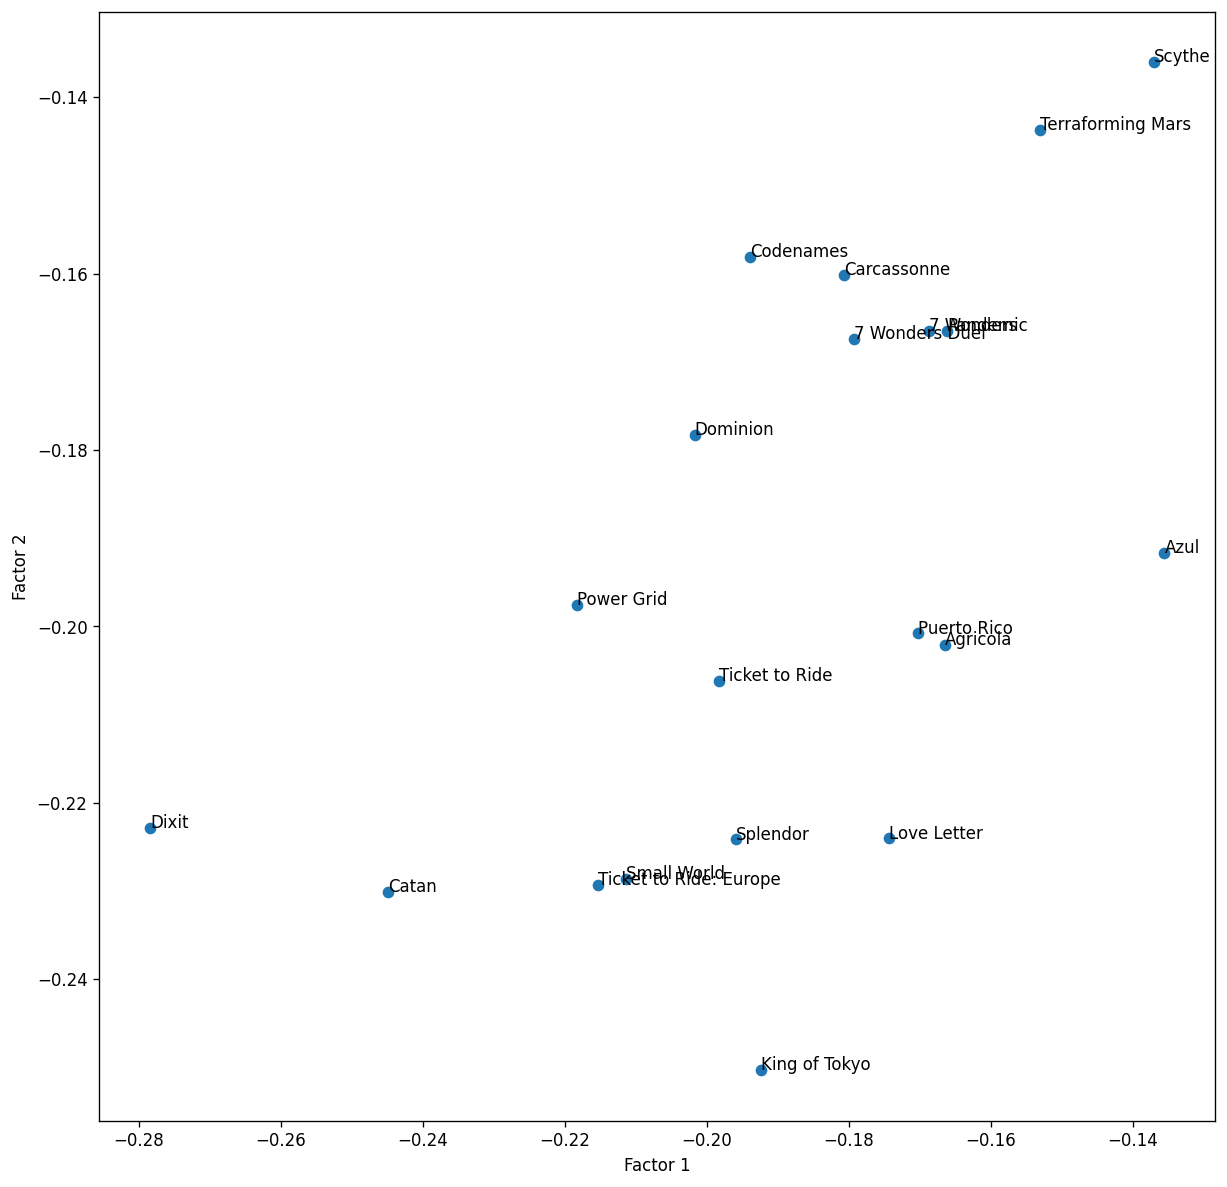 Scythe
−0.14
Terraforming Mars
Codenames
−0.16
Carcassonne
7 Wonders
Pandemic
7 Wonders Duel
Dominion
−0.18
Azul
Power Grid
−0.20
Puerto Rico
Agricola
Ticket to Ride
−0.22
Dixit
Splendor
Love Letter
Small World
Ticket to Ride: Europe
Catan
−0.24
King of Tokyo
Factor 2
−0.28
−0.26
−0.24
−0.22
−0.20
−0.18
−0.16
−0.14
Factor 1